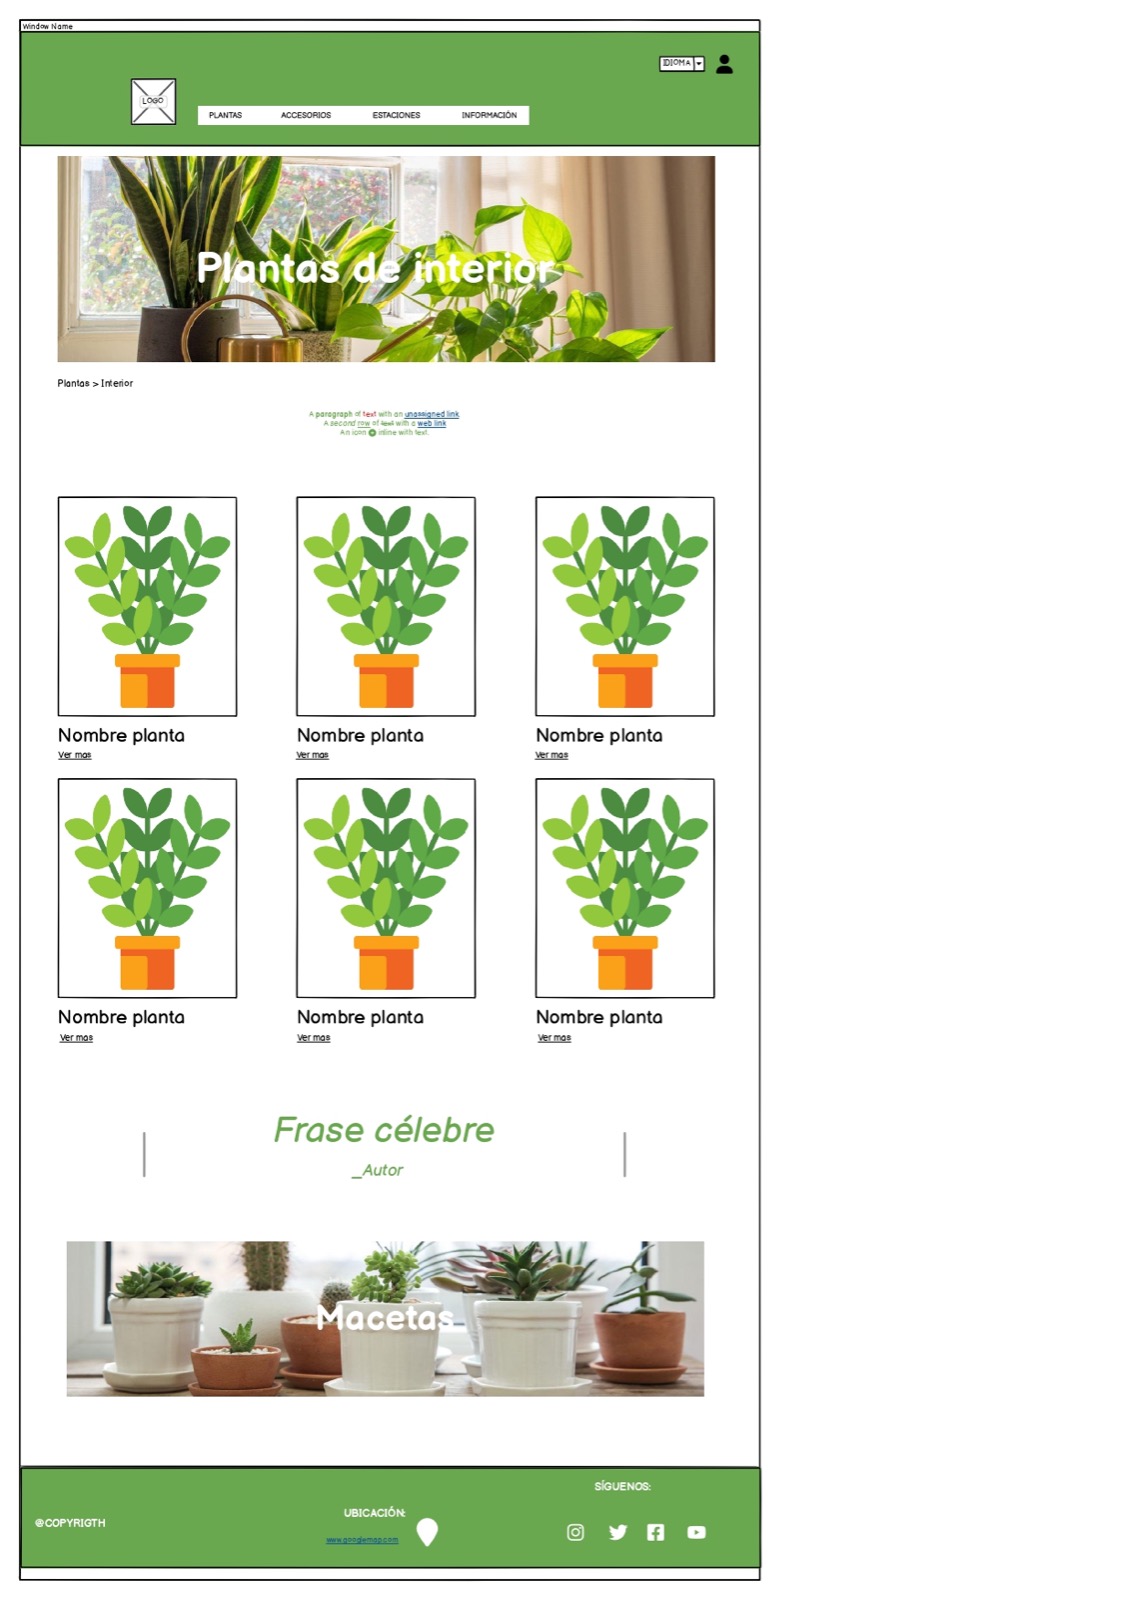 Window Name
IDIOMA
LOGO
PLANTAS ACCESORIOS ESTACIONES INFORMACIÓN
Plantas de interior
Plantas > Interior
A paragraph of text with an unassigned link
A second row of text with a web link
An icon inline with text.
Nombre planta Nombre planta Nombre planta
Ver mas Ver mas Ver mas
Nombre planta Nombre planta Nombre planta
Ver mas Ver mas Ver mas
Frase célebre
_Autor
Macetas
SÍGUENOS:
UBICACIÓN:
@COPYRIGTH
www.googlemap.com